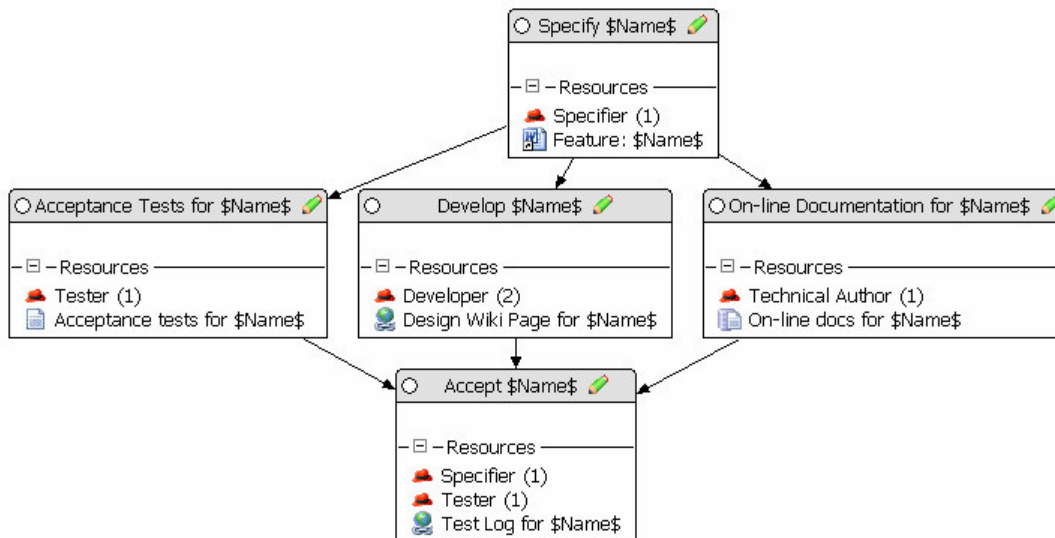 Specify $Name$
Resources
Specifier (1)
Feature: $Name$
Acceptance Tests for $Name$
Resources
Tester (1)
Acceptance tests for $Name$
Develop $Name$
Resources
Developer (2)
Design Wiki Page for $Name$
On-line Documentation for $Name$
Resources
Technical Author (1)
On-line docs for $Name$
Accept $Name$
Resources
Specifier (1)
Tester (1)
Test Log for $Name$